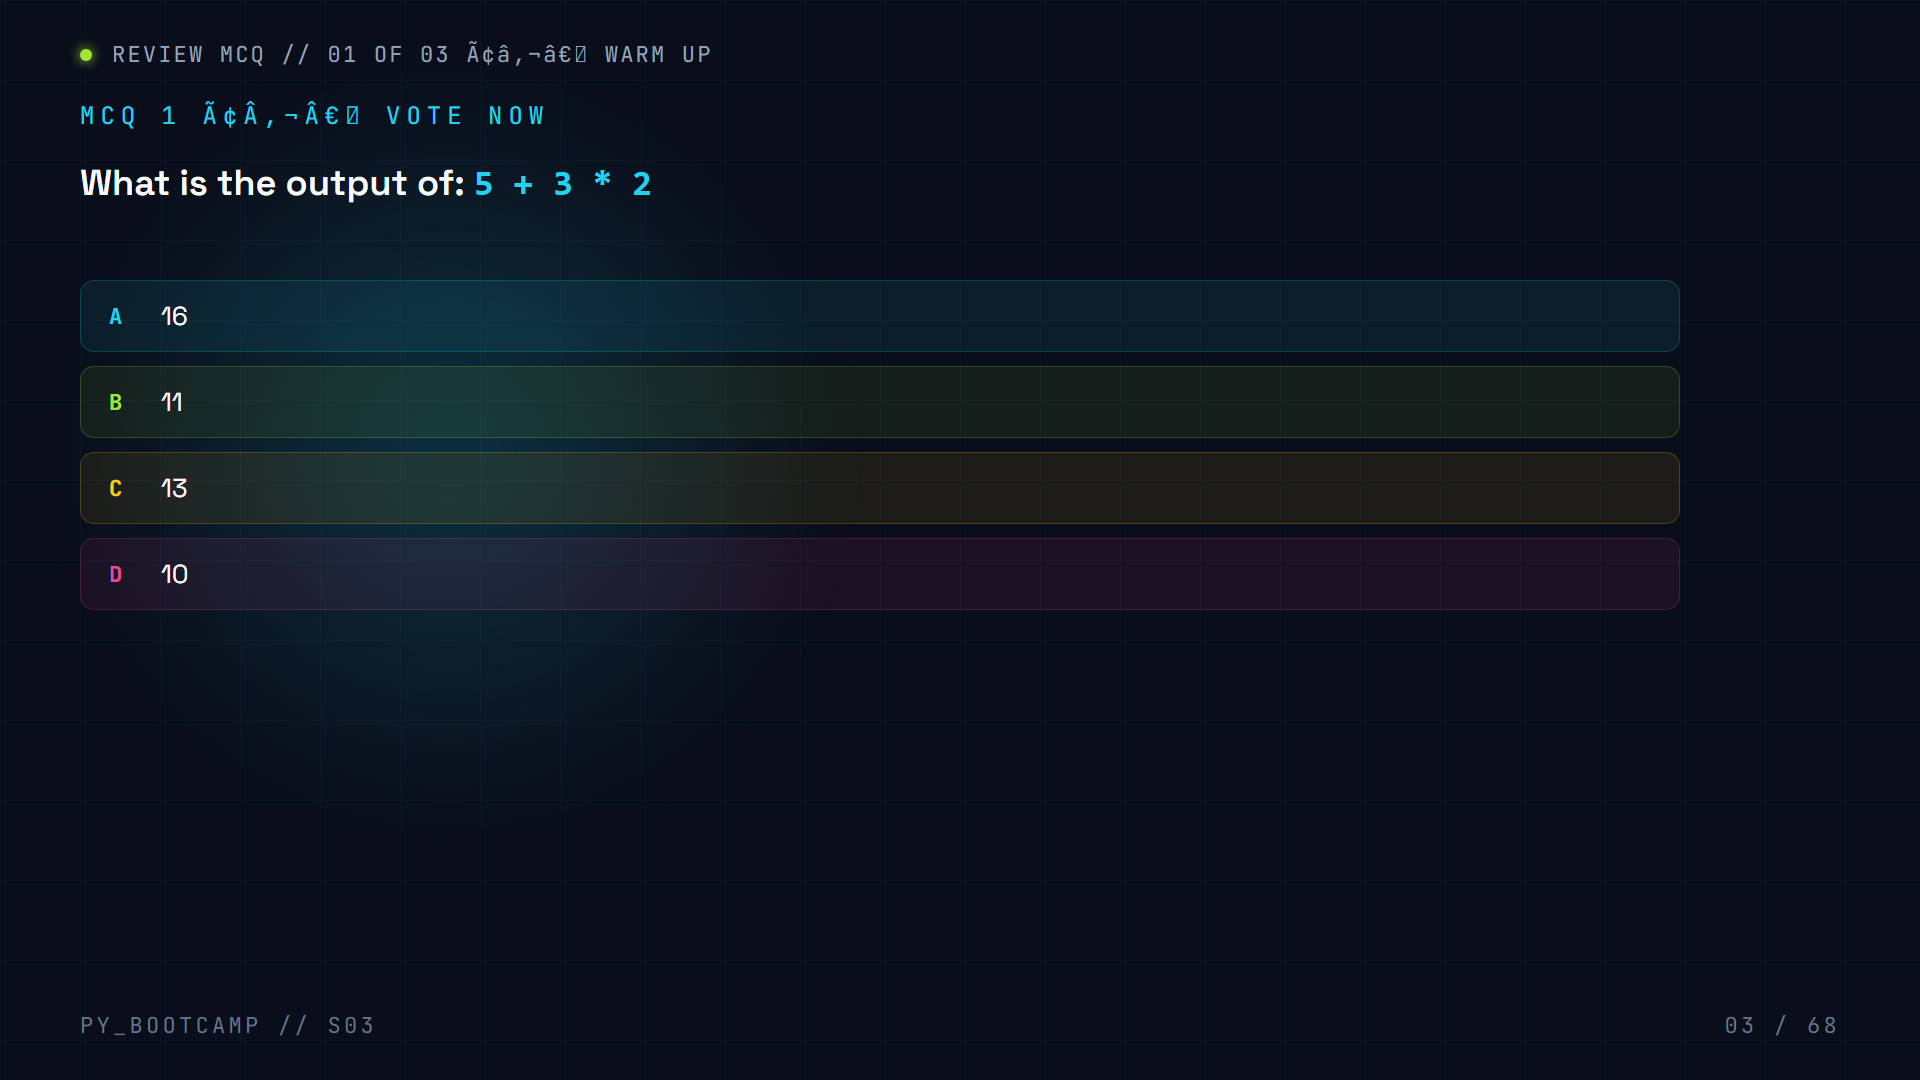 REVIEW MCQ // 01 OF 03 Ã¢â‚¬â€ WARM UP
MCQ 1 Ã¢Â‚¬Â€ VOTE NOW
What is the output of: 5 + 3 * 2
A 16
B 11
C 13
D 10
PY_BOOTCAMP // S03
03 / 68